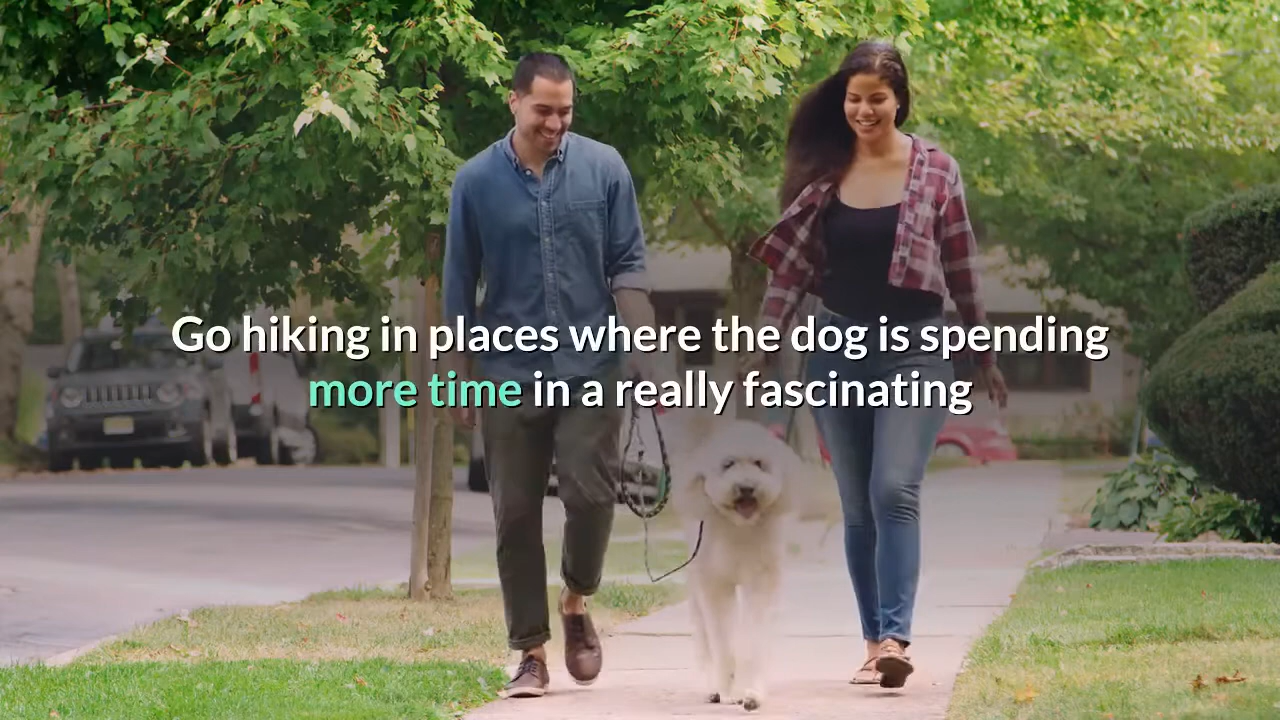 Go hiking in places where the dog is spending
more time in a really fascinating